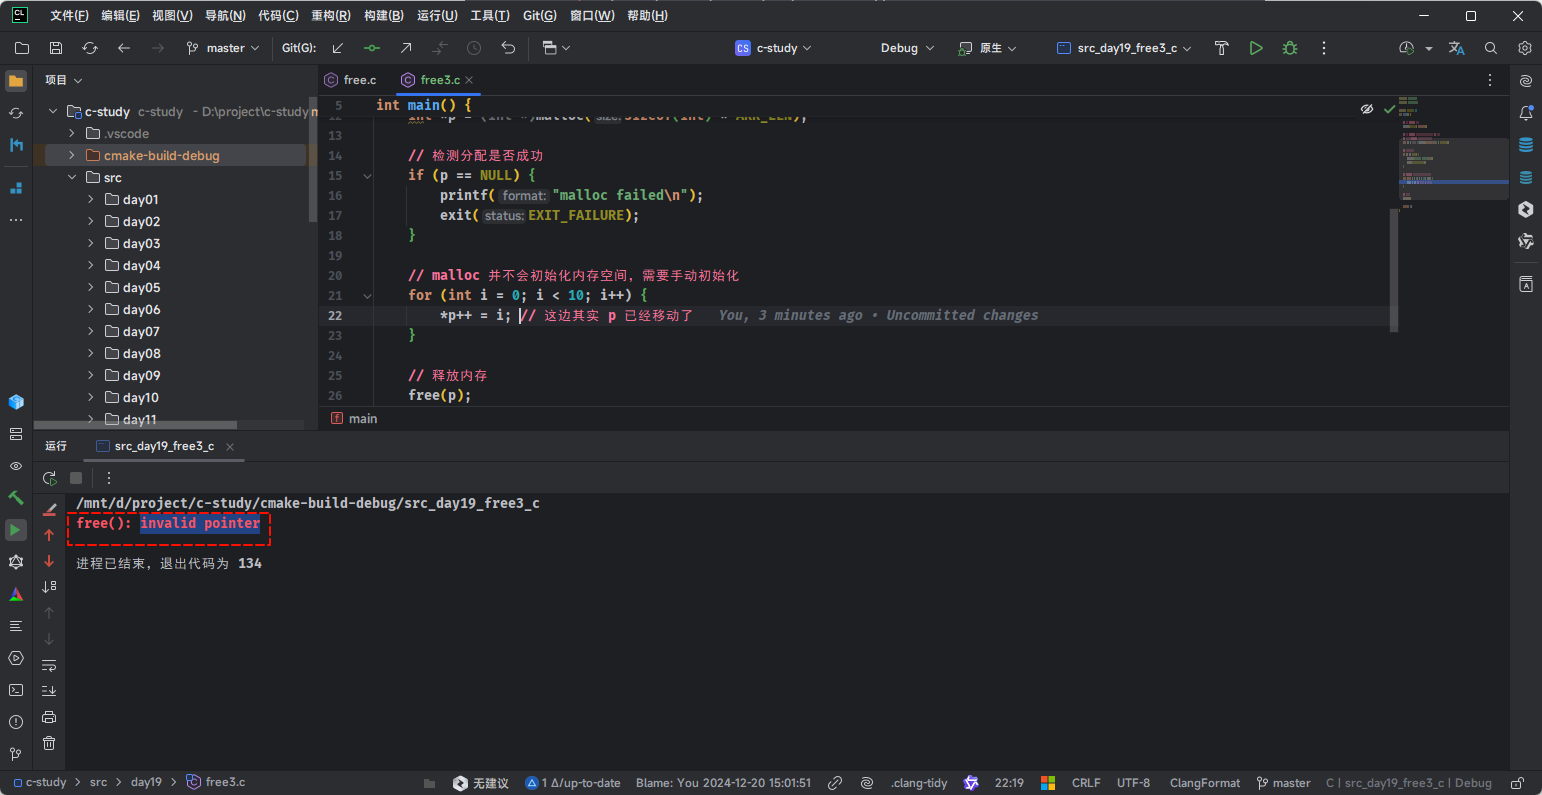 CL 文件(F) 编辑(E) 视图(V) 导航(N) 代码(C) 重构(R) 构建(B) 运行(U) 工具(T) Git(G) 窗口(W) 帮助(H)
master Git(G): CS c-study Debug 原生 src_day19_free3_c
项目
free.c free3.c
c-study c-study - D:\project\c-study m
.vscode
cmake-build-debug
src
day01
day02
day03
day04
day05
day06
day07
day08
day09
day10
day11
5 int main() {
12 int *p = (int *)malloc( size: sizeof(int) * ARR_LEN);
13
14 // 检测分配是否成功
15 if (p == NULL) {
16 printf( format: "malloc failed\n");
17 exit( status: EXIT_FAILURE);
18 }
19
20 // malloc 并不会初始化内存空间，需要手动初始化
21 for (int i = 0; i < 10; i++) {
22 *p++ = i; // 这边其实 p 已经移动了 You, 3 minutes ago • Uncommitted changes
23 }
24
25 // 释放内存
26 free(p);
main
运行 src_day19_free3_c
/mnt/d/project/c-study/cmake-build-debug/src_day19_free3_c
free(): invalid pointer
进程已结束，退出代码为 134
c-study > src > day19 > free3.c 无建议 1 Δ/up-to-date Blame: You 2024-12-20 15:01:51 .clang-tidy 22:19 CRLF UTF-8 ClangFormat master C | src_day19_free3_c | Debug